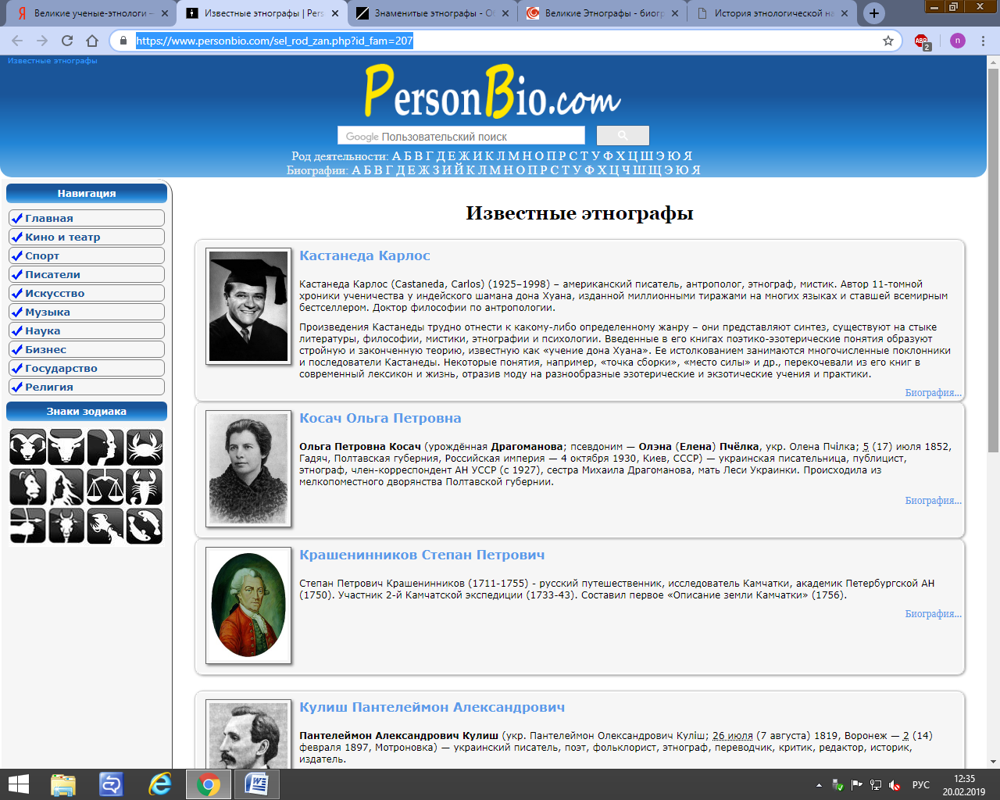 Великие ученые-этнологи –
Известные этнографы | Pers
Знаменитые этнографы - Об
Великие Этнографы - биогр
История этнологической на
https://www.personbio.com/sel_rod_zan.php?id_fam=207
ABP
2
n
Известные этнографы
PersonBio.com
Google Пользовательский поиск
Род деятельности: А Б В Г Д Е Ж И К Л М Н О П Р С Т У Ф Х Ц Ш Э Ю Я
Биографии: А Б В Г Д Е Ж З И Й К Л М Н О П Р С Т У Ф Х Ц Ч Ш Щ Э Ю Я
Навигация
Главная
Кино и театр
Спорт
Писатели
Искусство
Музыка
Наука
Бизнес
Государство
Религия
Знаки зодиака
Известные этнографы
Кастанеда Карлос
Кастанеда Карлос (Castaneda, Carlos) (1925–1998) – американский писатель, антрополог, этнограф, мистик. Автор 11-томной
хроники ученичества у индейского шамана дона Хуана, изданной миллионными тиражами на многих языках и ставшей всемирным
бестселлером. Доктор философии по антропологии.
Произведения Кастанеды трудно отнести к какому-либо определенному жанру – они представляют синтез, существуют на стыке
литературы, философии, мистики, этнографии и психологии. Введенные в его книгах поэтико-эзотерические понятия образуют
стройную и законченную теорию, известную как «учение дона Хуана». Ее истолкованием занимаются многочисленные поклонники
и последователи Кастанеды. Некоторые понятия, например, «точка сборки», «место силы» и др., перекочевали из его книг в
современный лексикон и жизнь, отразив моду на разнообразные эзотерические и экзотические учения и практики.
Биография...
Косач Ольга Петровна
Ольга Петровна Косач (урождённая Драгоманова; псевдоним — Олэна (Елена) Пчёлка, укр. Олена Пчілка; 5 (17) июля 1852,
Гадяч, Полтавская губерния, Российская империя — 4 октября 1930, Киев, СССР) — украинская писательница, публицист,
этнограф, член-корреспондент АН УССР (с 1927), сестра Михаила Драгоманова, мать Леси Украинки. Происходила из
мелкопоместного дворянства Полтавской губернии.
Биография...
Крашенинников Степан Петрович
Степан Петрович Крашенинников (1711-1755) - русский путешественник, исследователь Камчатки, академик Петербургской АН
(1750). Участник 2-й Камчатской экспедиции (1733-43). Составил первое «Описание земли Камчатки» (1756).
Биография...
Кулиш Пантелеймон Александрович
Пантелеймон Александрович Кулиш (укр. Пантелеймон Олександрович Куліш; 26 июля (7 августа) 1819, Воронеж — 2 (14)
февраля 1897, Мотроновка) — украинский писатель, поэт, фольклорист, этнограф, переводчик, критик, редактор, историк,
издатель.
РУС
12:35
20.02.2019